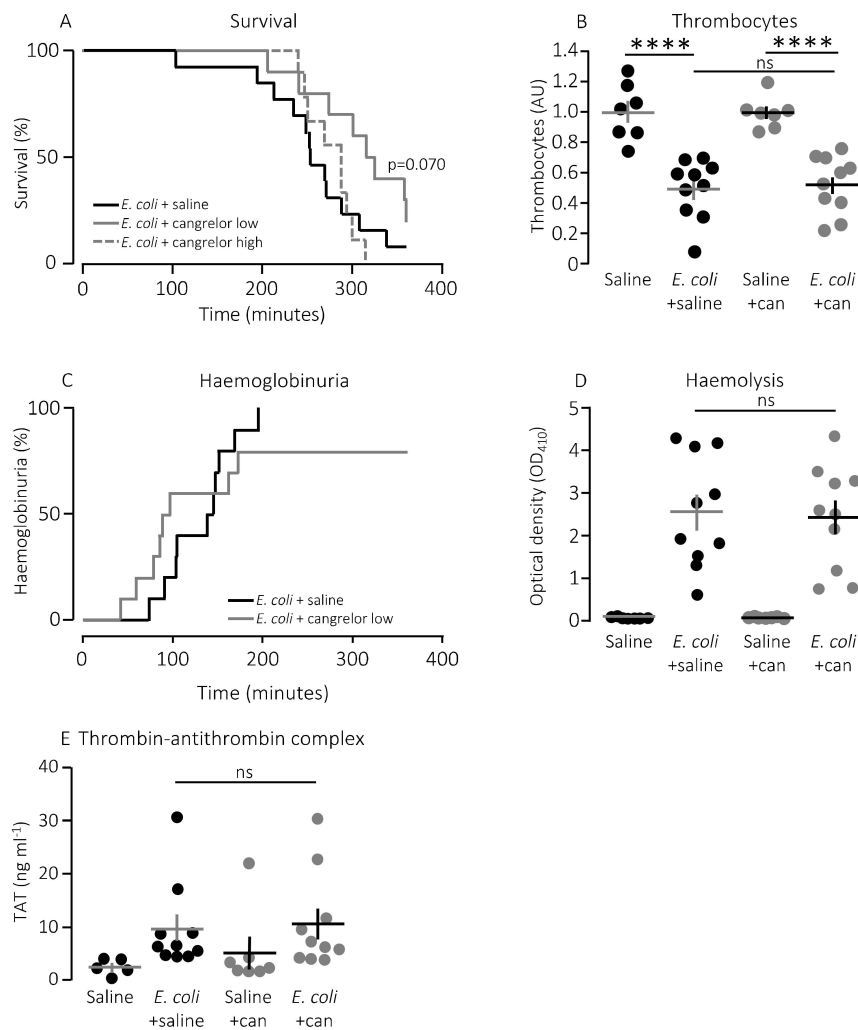 A Survival
Survival (%)
100
50
0
E. coli + saline
E. coli + cangrelor low
E. coli + cangrelor high
p=0.070
0 100 200 300 400
Time (minutes)
B Thrombocytes
Thrombocytes (AU)
**** ****
ns
1.4
1.2
1.0
0.8
0.6
0.4
0.2
0
Saline E. coli Saline E. coli
+saline +can +can
C Haemoglobinuria
Haemoglobinuria (%)
100
50
0
E. coli + saline
E. coli + cangrelor low
0 100 200 300 400
Time (minutes)
D Haemolysis
ns
Optical density (OD410)
5
4
3
2
1
0
Saline E. coli Saline E. coli
+saline +can +can
E Thrombin-antithrombin complex
ns
TAT (ng ml-1)
40
30
20
10
0
Saline E. coli Saline E. coli
+saline +can +can